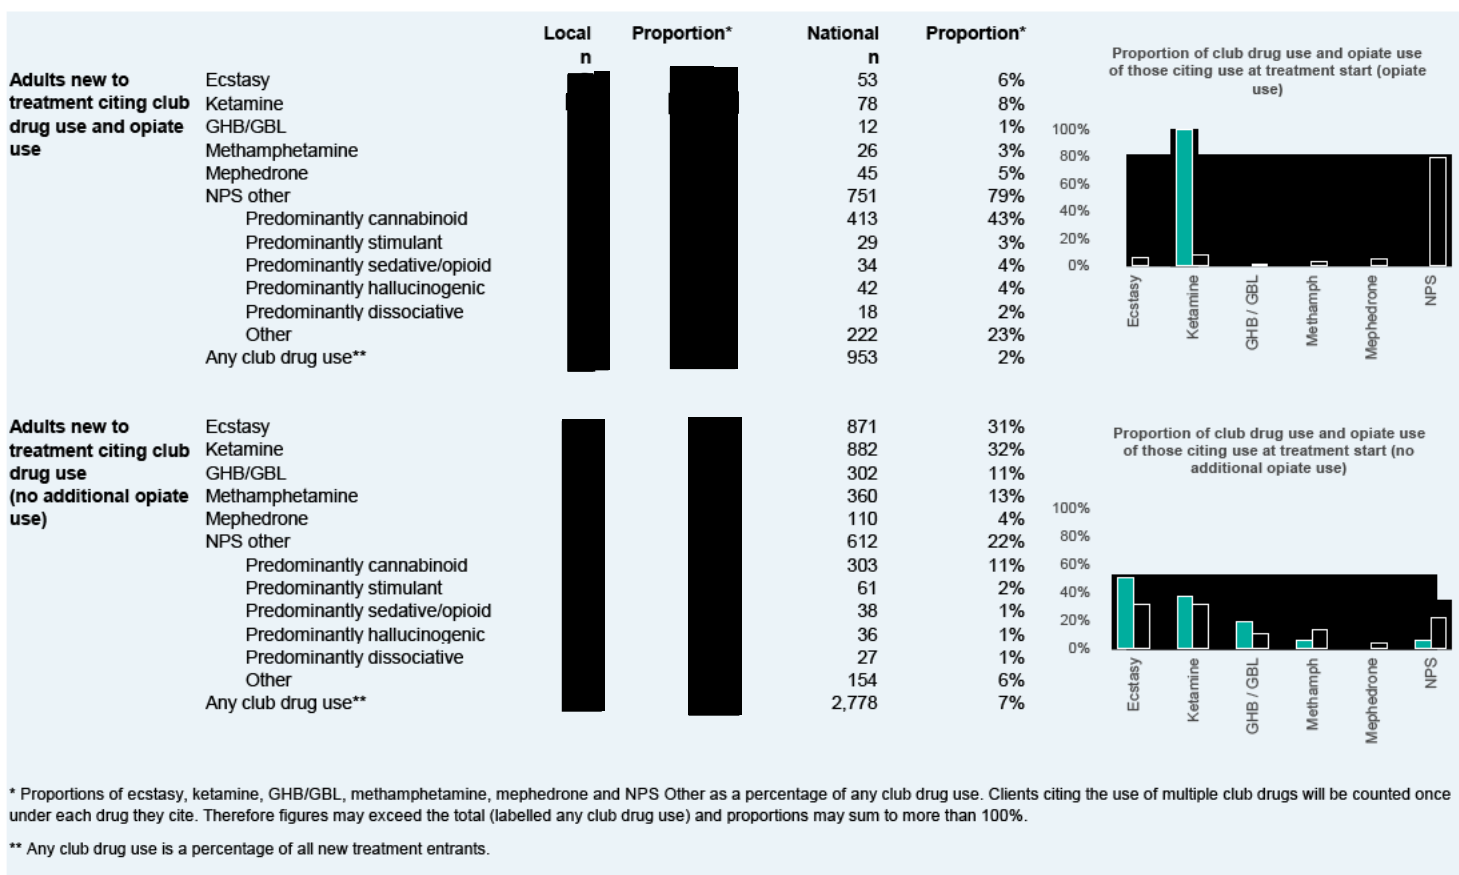 Local Proportion* National Proportion*
n n
Adults new to treatment citing club drug use and opiate use
Ecstasy 53 6%
Ketamine 78 8%
GHB/GBL 12 1%
Methamphetamine 26 3%
Mephedrone 45 5%
NPS other 751 79%
Predominantly cannabinoid 413 43%
Predominantly stimulant 29 3%
Predominantly sedative/opioid 34 4%
Predominantly hallucinogenic 42 4%
Predominantly dissociative 18 2%
Other 222 23%
Any club drug use** 953 2%
Proportion of club drug use and opiate use
of those citing use at treatment start (opiate
use)
100%
80%
60%
40%
20%
0%
Ecstasy
Ketamine
GHB / GBL
Methamph
Mephedrone
NPS
Adults new to
treatment citing club
drug use
(no additional opiate
use)
Ecstasy 871 31%
Ketamine 882 32%
GHB/GBL 302 11%
Methamphetamine 360 13%
Mephedrone 110 4%
NPS other 612 22%
Predominantly cannabinoid 303 11%
Predominantly stimulant 61 2%
Predominantly sedative/opioid 38 1%
Predominantly hallucinogenic 36 1%
Predominantly dissociative 27 1%
Other 154 6%
Any club drug use** 2,778 7%
Proportion of club drug use and opiate use
of those citing use at treatment start (no
additional opiate use)
100%
80%
60%
40%
20%
0%
Ecstasy
Ketamine
GHB / GBL
Methamph
Mephedrone
NPS
* Proportions of ecstasy, ketamine, GHB/GBL, methamphetamine, mephedrone and NPS Other as a percentage of any club drug use. Clients citing the use of multiple club drugs will be counted once
under each drug they cite. Therefore figures may exceed the total (labelled any club drug use) and proportions may sum to more than 100%.
** Any club drug use is a percentage of all new treatment entrants.